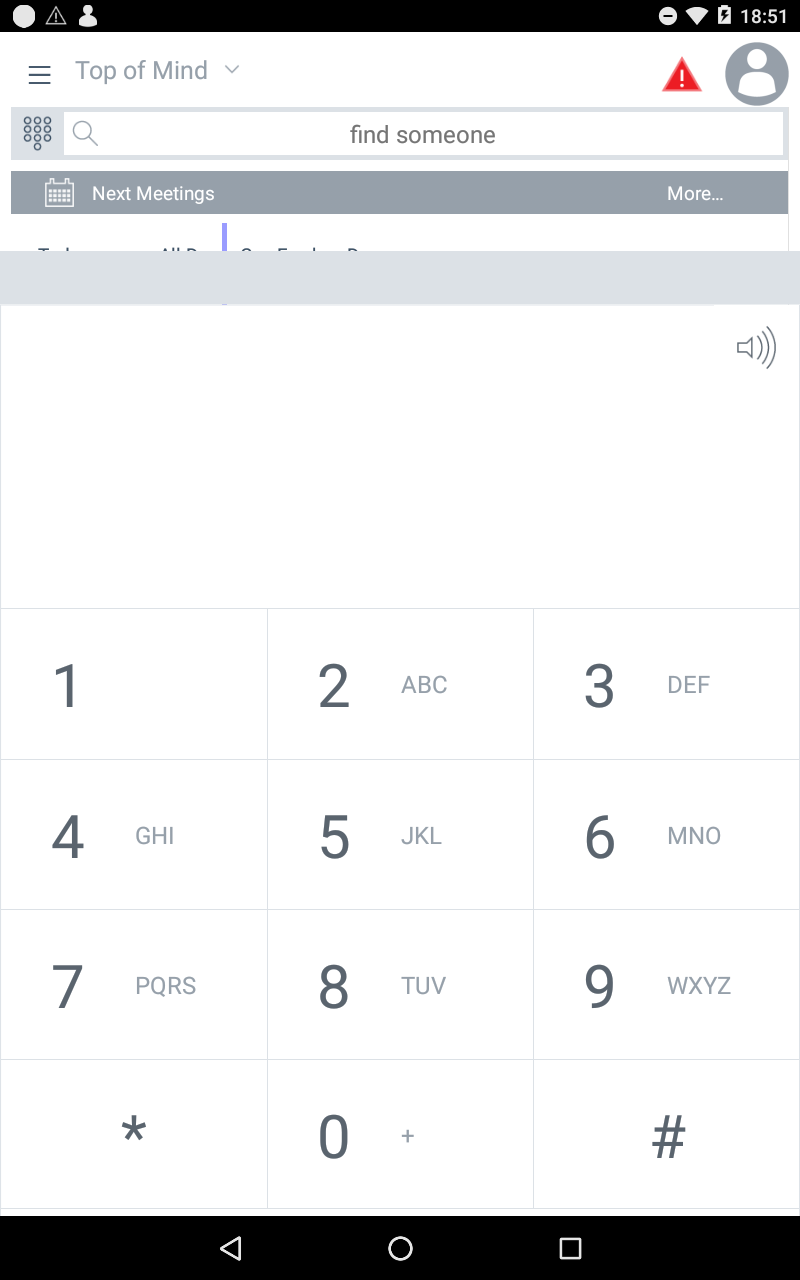 18:51
Top of Mind
find someone
Next Meetings More...
1
2 ABC
3 DEF
4 GHI
5 JKL
6 MNO
7 PQRS
8 TUV
9 WXYZ
*
0 +
#